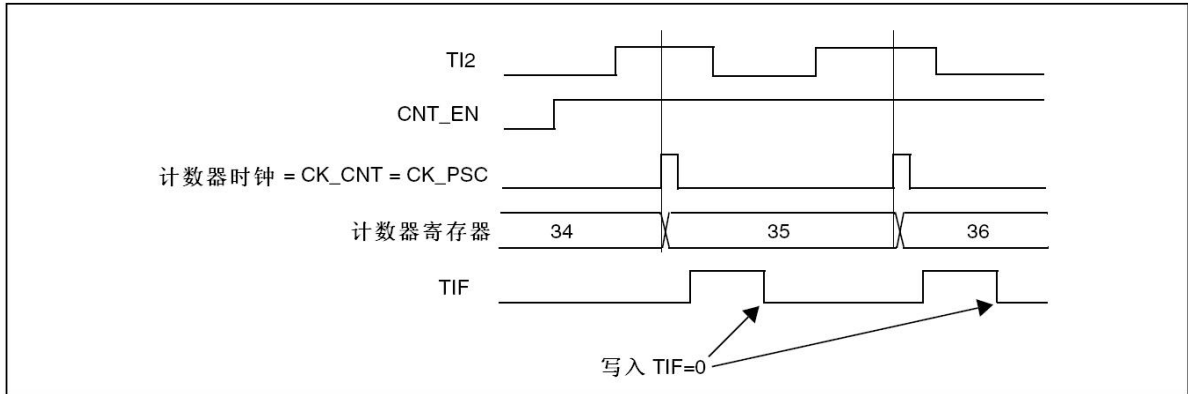 TI2
CNT_EN
计数器时钟 = CK_CNT = CK_PSC
计数器寄存器 34 35 36
TIF
写入 TIF=0